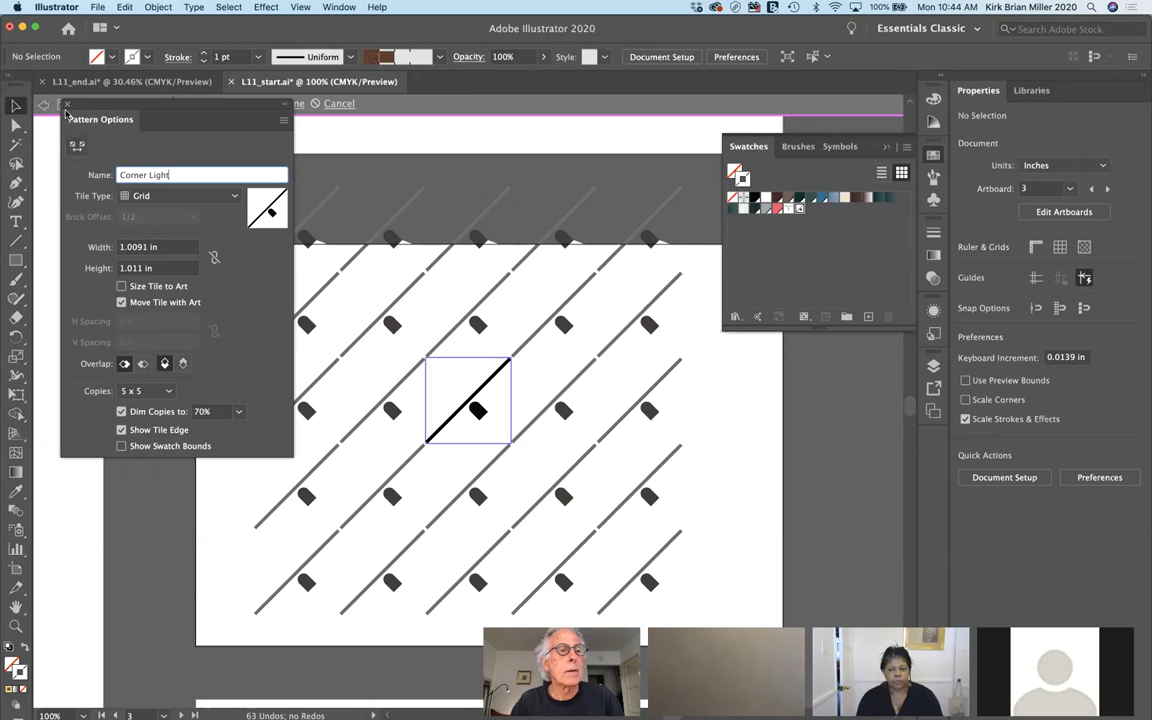 Illustrator File Edit Object Type Select Effect View Window Help 100% Mon 10:44 AM Kirk Brian Miller 2020
Adobe Illustrator 2020 Essentials Classic Search Adobe Stock
No Selection Stroke: 1 pt Uniform Opacity: 100% Style: Document Setup Preferences
L11_end.ai* @ 30.46% (CMYK/Preview) L11_start.ai* @ 100% (CMYK/Preview)
Cancel
Pattern Options
Name: Corner Light
Tile Type: Grid
Brick Offset: 1/2
Width: 1.0091 in
Height: 1.011 in
Size Tile to Art
Move Tile with Art
H Spacing: 0 in
V Spacing: 0 in
Overlap:
Copies: 5 x 5
Dim Copies to: 70%
Show Tile Edge
Show Swatch Bounds
Swatches Brushes Symbols
Properties Libraries
No Selection
Document
Units: Inches
Artboard: 3
Edit Artboards
Ruler & Grids
Guides
Snap Options
Preferences
Keyboard Increment: 0.0139 in
Use Preview Bounds
Scale Corners
Scale Strokes & Effects
Quick Actions
Document Setup Preferences
100% 3 63 Undos; no Redos